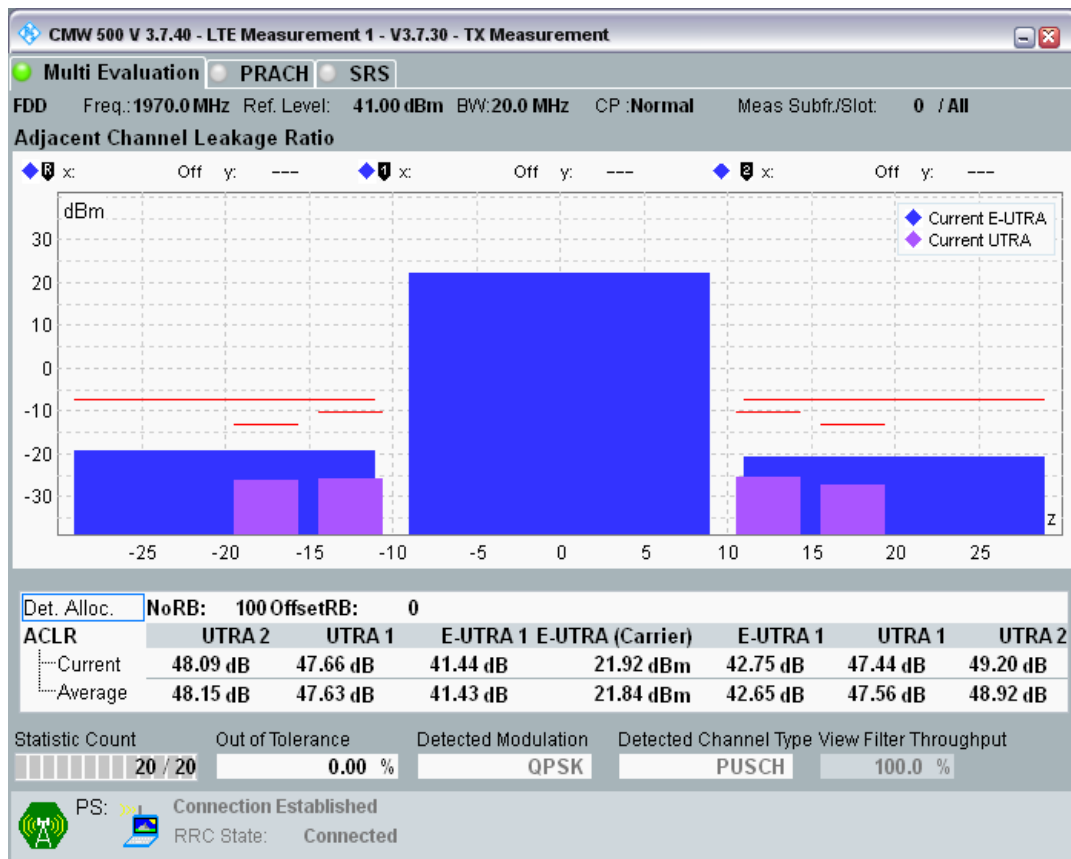 CMW 500 V 3.7.40 - LTE Measurement 1 - V3.7.30 - TX Measurement
Multi Evaluation PRACH SRS
FDD Freq.:1970.0 MHz Ref. Level: 41.00 dBm BW:20.0 MHz CP :Normal Meas Subfr./Slot: 0 / All
Adjacent Channel Leakage Ratio
R x: Off y: --- 1 x: Off y: --- 2 x: Off y: ---
dBm
Current E-UTRA
Current UTRA
30
20
10
0
-10
-20
-30
z
-25 -20 -15 -10 -5 0 5 10 15 20 25
Det. Alloc. NoRB: 100 OffsetRB: 0
ACLR UTRA 2 UTRA 1 E-UTRA 1 E-UTRA (Carrier) E-UTRA 1 UTRA 1 UTRA 2
Current 48.09 dB 47.66 dB 41.44 dB 21.92 dBm 42.75 dB 47.44 dB 49.20 dB
Average 48.15 dB 47.63 dB 41.43 dB 21.84 dBm 42.65 dB 47.56 dB 48.92 dB
Statistic Count Out of Tolerance Detected Modulation Detected Channel Type View Filter Throughput
20 / 20 0.00 % QPSK PUSCH 100.0 %
PS: Connection Established
RRC State: Connected